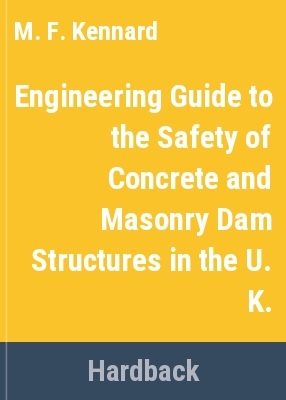 M. F. Kennard
Engineering Guide to
the Safety of
Concrete and
Masonry Dam
Structures in the U.
K.
Hardback